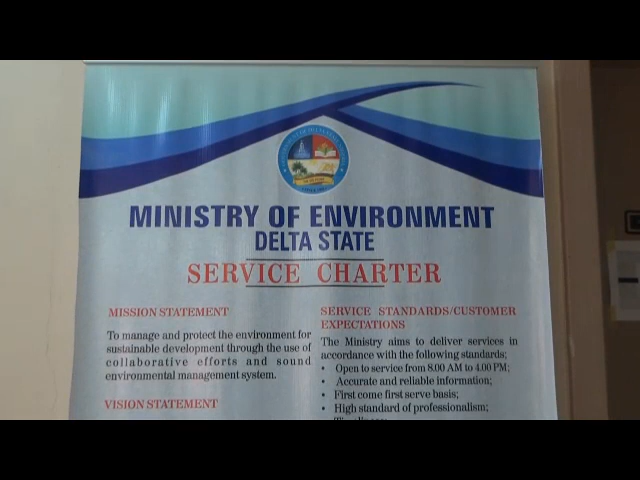 MINISTRY OF ENVIRONMENT
DELTA STATE
SERVICE CHARTER
MISSION STATEMENT
To manage and protect the environment for
sustainable development through the use of
collaborative efforts and sound
environmental management system.
VISION STATEMENT
SERVICE STANDARDS/CUSTOMER
EXPECTATIONS
The Ministry aims to deliver services in
accordance with the following standards;
• Open to service from 8.00 AM to 4.00 PM;
• Accurate and reliable information;
• First come first serve basis;
• High standard of professionalism;